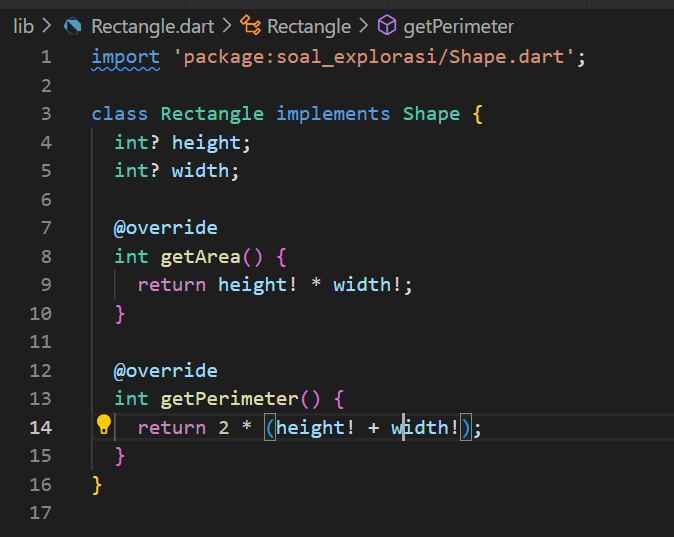 lib > Rectangle.dart > Rectangle > getPerimeter
1 import 'package:soal_explorasi/Shape.dart';
2
3 class Rectangle implements Shape {
4   int? height;
5   int? width;
6
7   @override
8   int getArea() {
9     return height! * width!;
10   }
11
12   @override
13   int getPerimeter() {
14     return 2 * (height! + width!);
15   }
16 }
17